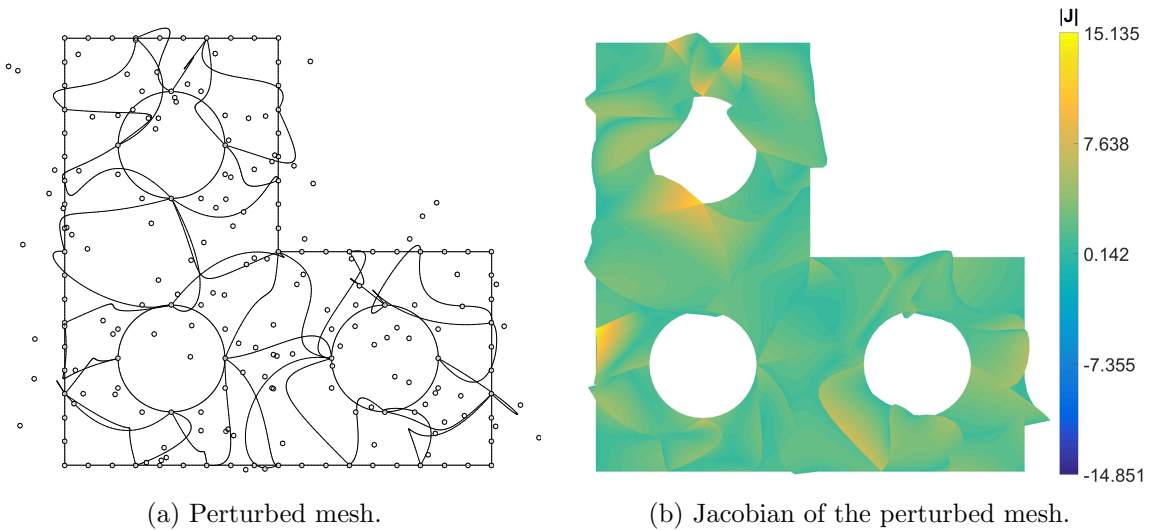 |J|
15.135
7.638
0.142
-7.355
-14.851
(a) Perturbed mesh.
(b) Jacobian of the perturbed mesh.